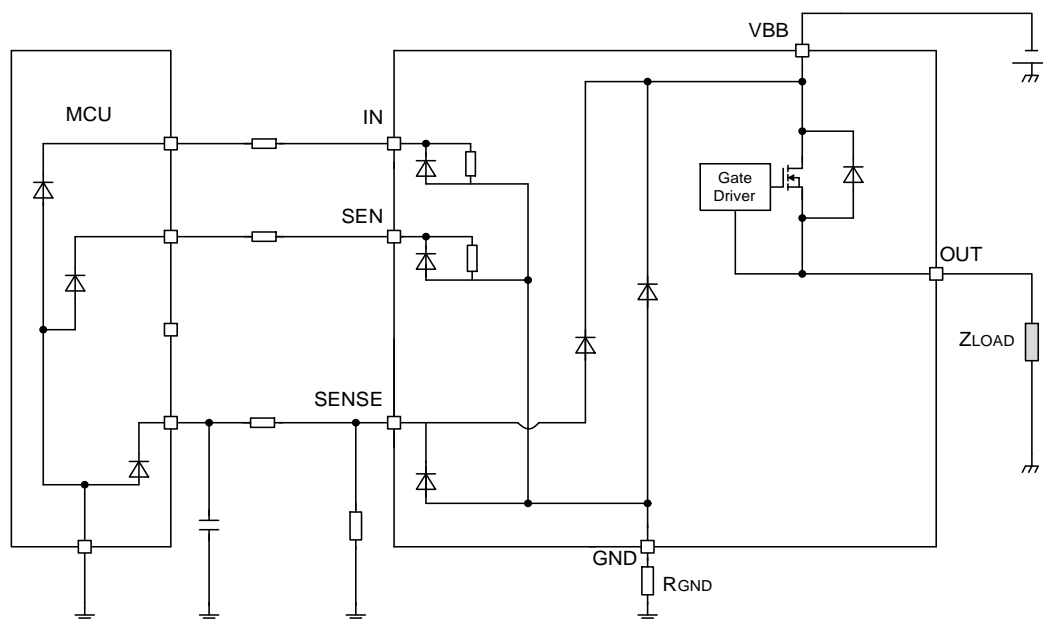 VBB
MCU
IN
Gate
Driver
SEN
OUT
ZLOAD
SENSE
GND
RGND